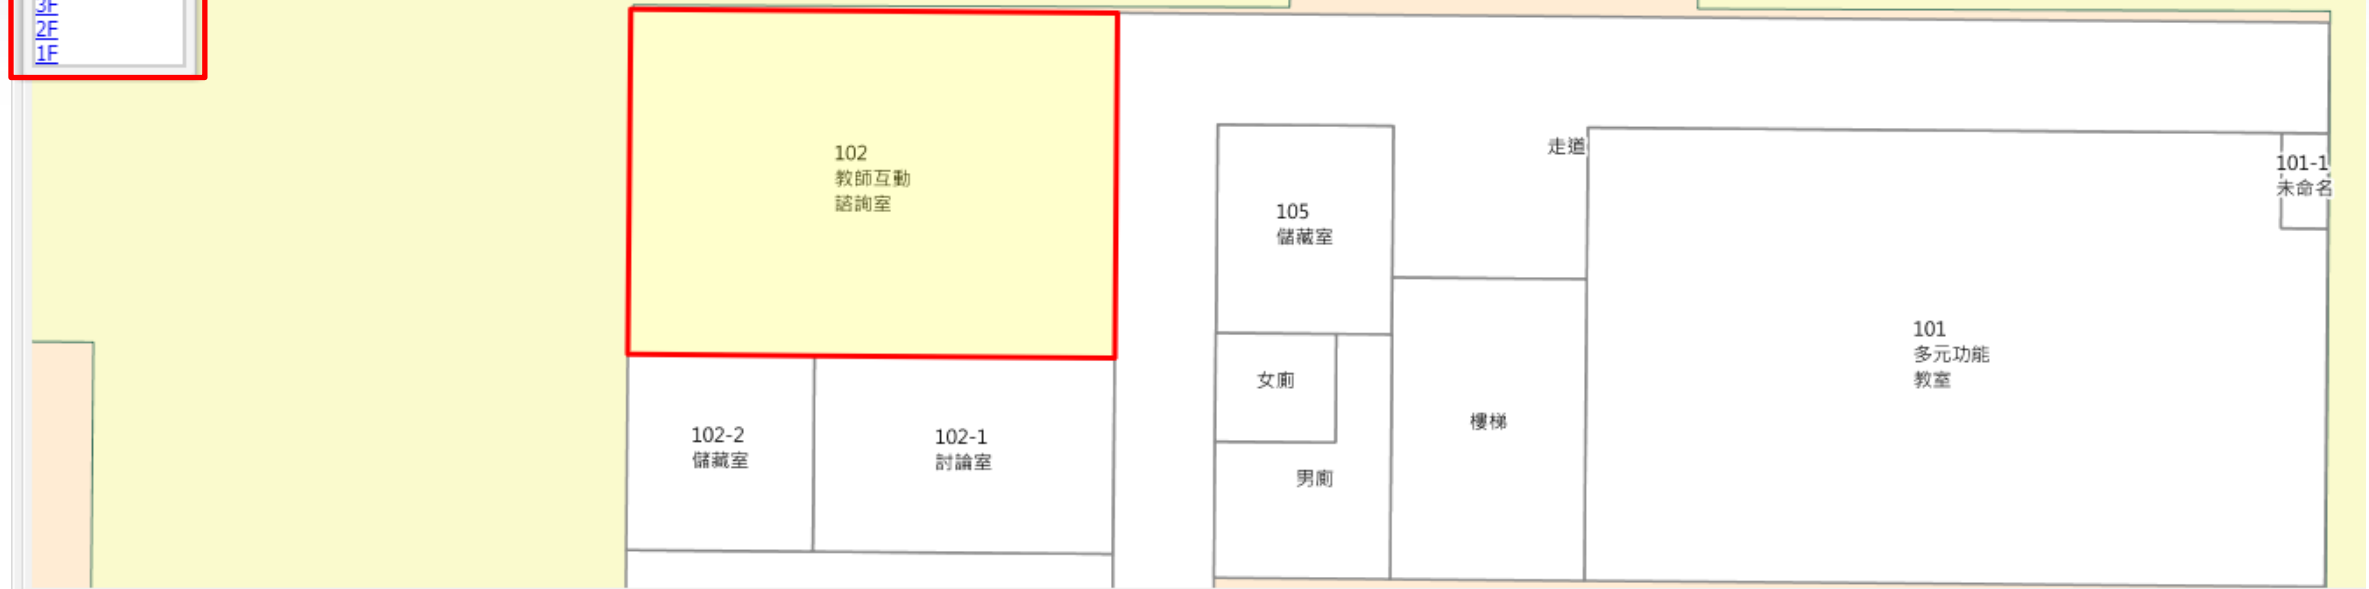 3F
2F
1F
102
教師互動
諮詢室
走道
101-1
未命名
105
儲藏室
101
多元功能
教室
女廁
樓梯
102-2
儲藏室
102-1
討論室
男廁